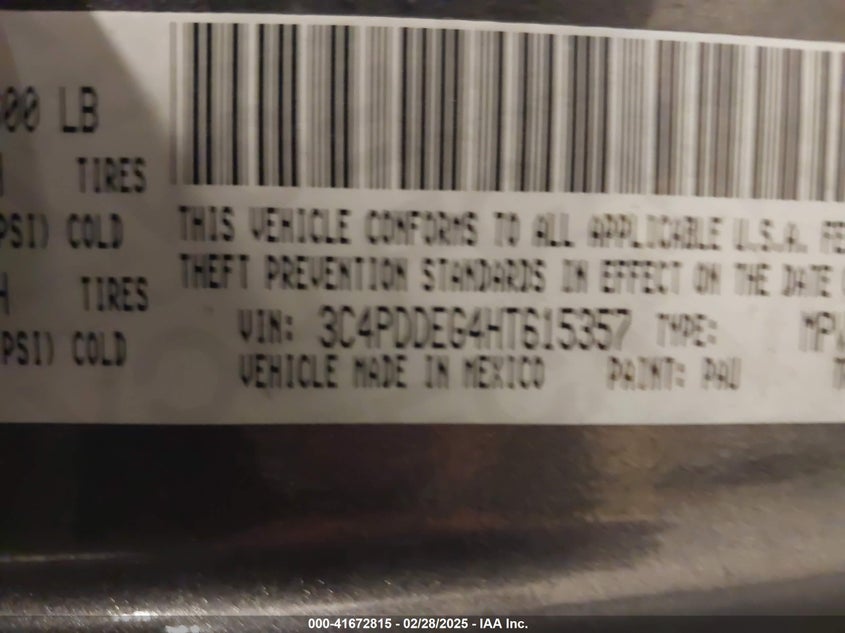 00 LB
TIRES
PSI) COLD
THIS VEHICLE CONFORMS TO ALL APPLICABLE U.S.A. FE
THEFT PREVENTION STANDARDS IN EFFECT ON THE DATE
H TIRES
VIN: 3C4PDDEG4HT615357 TYPE: MPV
PSI) COLD
VEHICLE MADE IN MEXICO PAINT: PAU
000-41672815 - 02/28/2025 - IAA Inc.